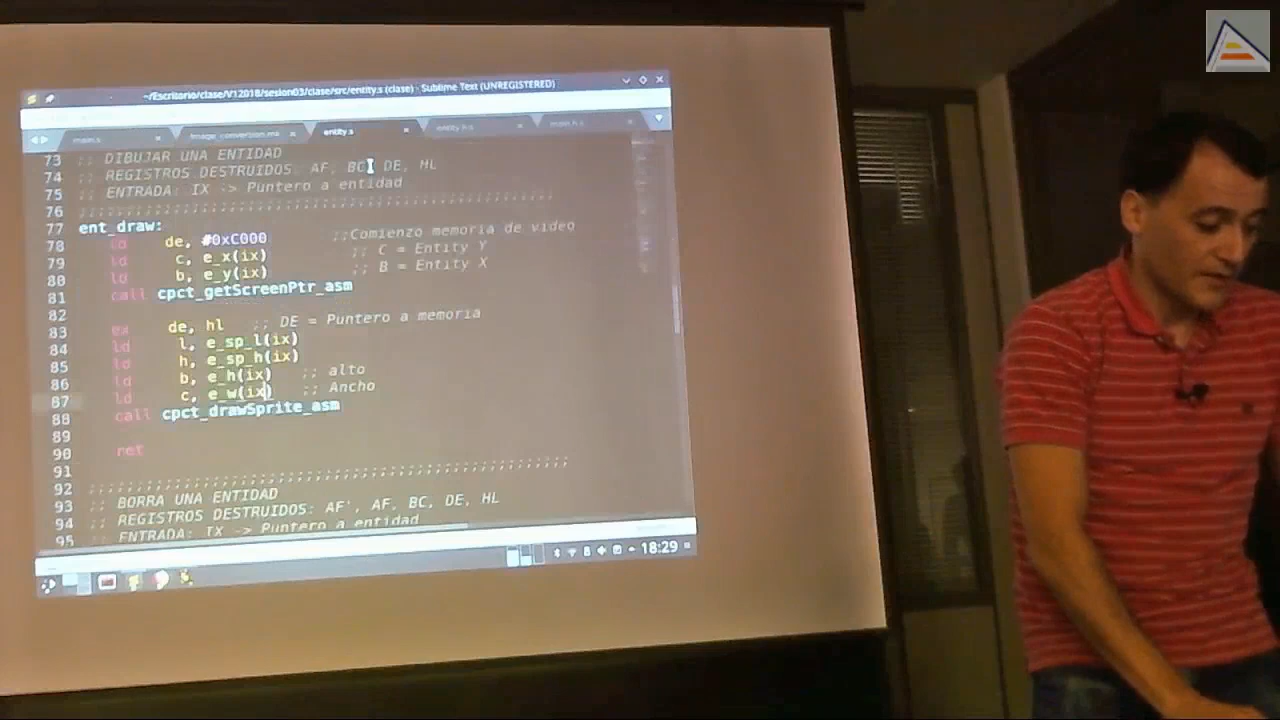 ~/Escritorio/clase/V12018/sesion03/clase/src/entity.s (clase) - Sublime Text (UNREGISTERED)
main.s image_conversion.mk entity.s entity.h.s main.h.s
73 ;; DIBUJAR UNA ENTIDAD
74 ;; REGISTROS DESTRUIDOS: AF, BC, DE, HL
75 ;; ENTRADA: IX -> Puntero a entidad
76 ;;;;;;;;;;;;;;;;;;;;;;;;;;;;;;;;;;;;;;;;;;;;;;;;;;
77 ent_draw:
78 ld de, #0xC000 ;;Comienzo memoria de video
79 ld c, e_x(ix) ;; C = Entity Y
80 ld b, e_y(ix) ;; B = Entity X
81 call cpct_getScreenPtr_asm
82
83 ex de, hl ;; DE = Puntero a memoria
84 ld l, e_sp_l(ix)
85 ld h, e_sp_h(ix)
86 ld b, e_h(ix) ;; alto
87 ld c, e_w(ix) ;; Ancho
88 call cpct_drawSprite_asm
89
90 ret
91
92 ;;;;;;;;;;;;;;;;;;;;;;;;;;;;;;;;;;;;;;;;;;;;;;;;;;
93 ;; BORRA UNA ENTIDAD
94 ;; REGISTROS DESTRUIDOS: AF', AF, BC, DE, HL
95 ;; ENTRADA: IX -> Puntero a entidad
18:29